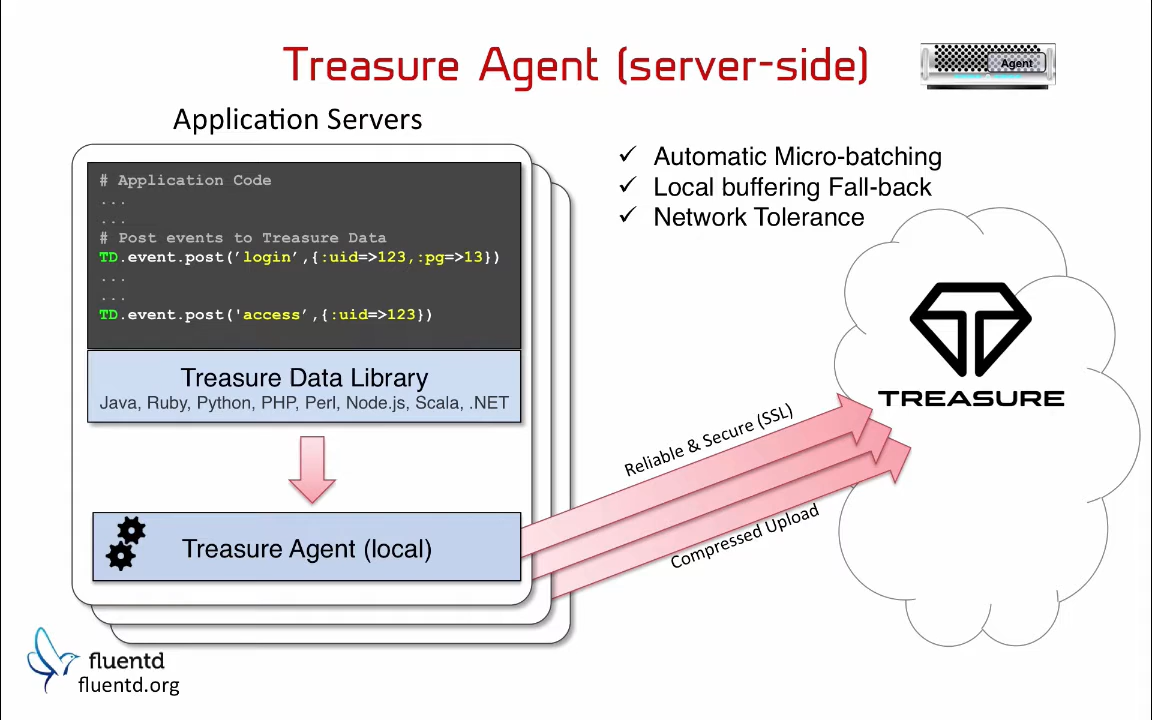 Treasure Agent (server-side)
Agent
Application Servers
# Application Code
...
...
# Post events to Treasure Data
TD.event.post(’login’,{:uid=>123,:pg=>13})
...
...
TD.event.post('access’,{:uid=>123})
Treasure Data Library
Java, Ruby, Python, PHP, Perl, Node.js, Scala, .NET
Treasure Agent (local)
✓ Automatic Micro-batching
✓ Local buffering Fall-back
✓ Network Tolerance
TREASURE
Reliable & Secure (SSL)
Compressed Upload
fluentd
fluentd.org